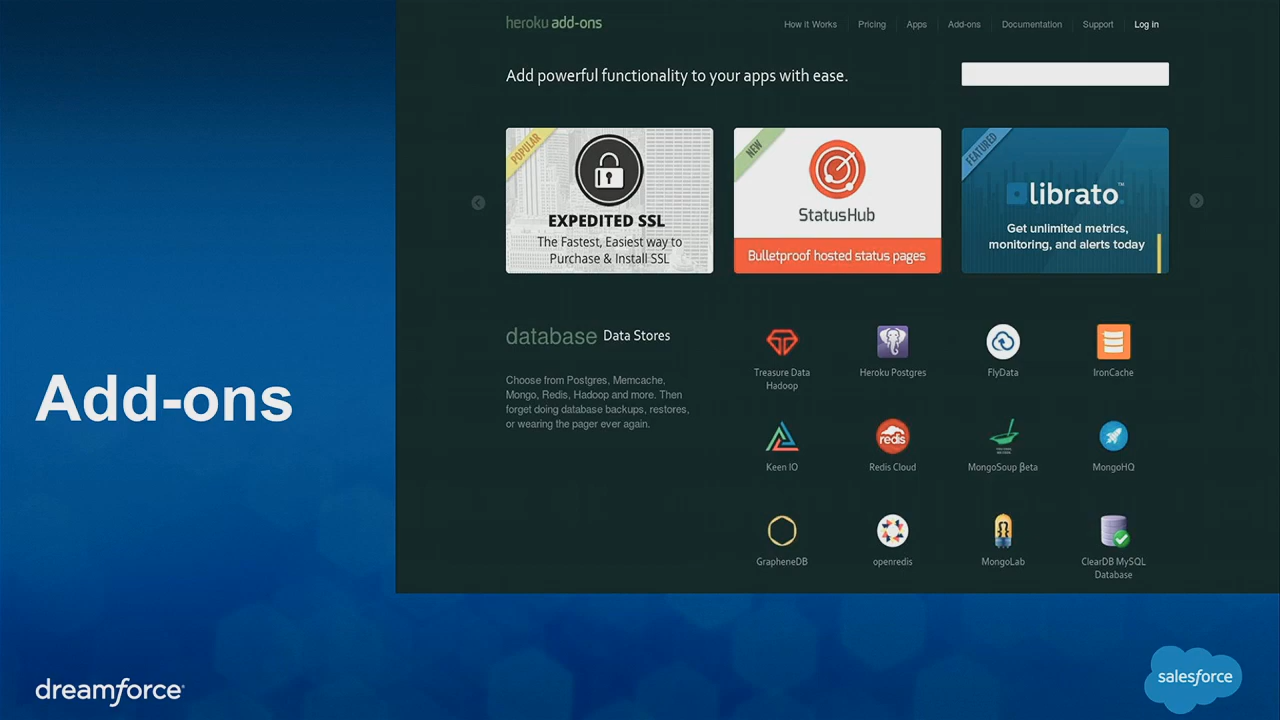 heroku add-ons
How It Works
Pricing
Apps
Add-ons
Documentation
Support
Log in
Add powerful functionality to your apps with ease.
POPULAR
EXPEDITED SSL
The Fastest, Easiest way to
Purchase & Install SSL
NEW
StatusHub
Bulletproof hosted status pages
FEATURED
librato™
Get unlimited metrics,
monitoring, and alerts today
database Data Stores
Choose from Postgres, Memcache,
Mongo, Redis, Hadoop and more. Then
forget doing database backups, restores,
or wearing the pager ever again.
Treasure Data
Hadoop
Heroku Postgres
FlyData
IronCache
Keen IO
redis
Redis Cloud
MongoSoup βeta
MongoHQ
GrapheneDB
openredis
MongoLab
ClearDB MySQL
Database
Add-ons
dreamforce
salesforce